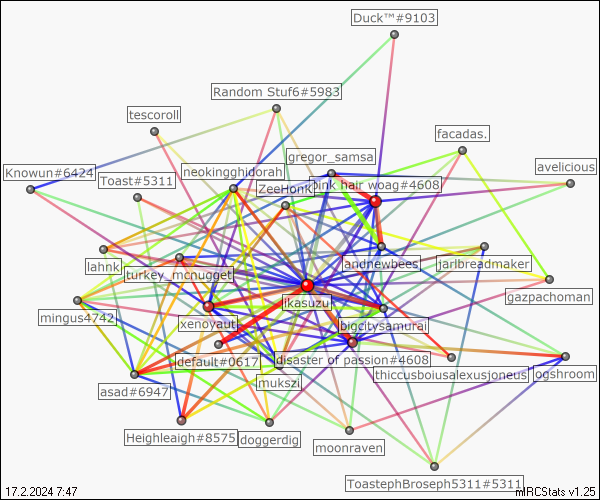 Duck™#9103
Random Stuf6#5983
tescoroll
facadas.
gregor_samsa
neokingghidorah
avelicious
Knowun#6424
Toast#5311
ZeeHonk
pink hair woag#4608
andnewbees
jarlbreadmaker
lahnk
turkey_mcnugget
ikasuzu
gazpachoman
mingus4742
xenoyaut
bigcitysamurai
default#0617
disaster of passion#4608
thiccusboiusalexusjoneus
ogshroom
mukszi
asad#6947
Heighleaigh#8575
doggerdig
moonraven
ToastephBroseph5311#5311
17.2.2024 7:47
mIRCStats v1.25